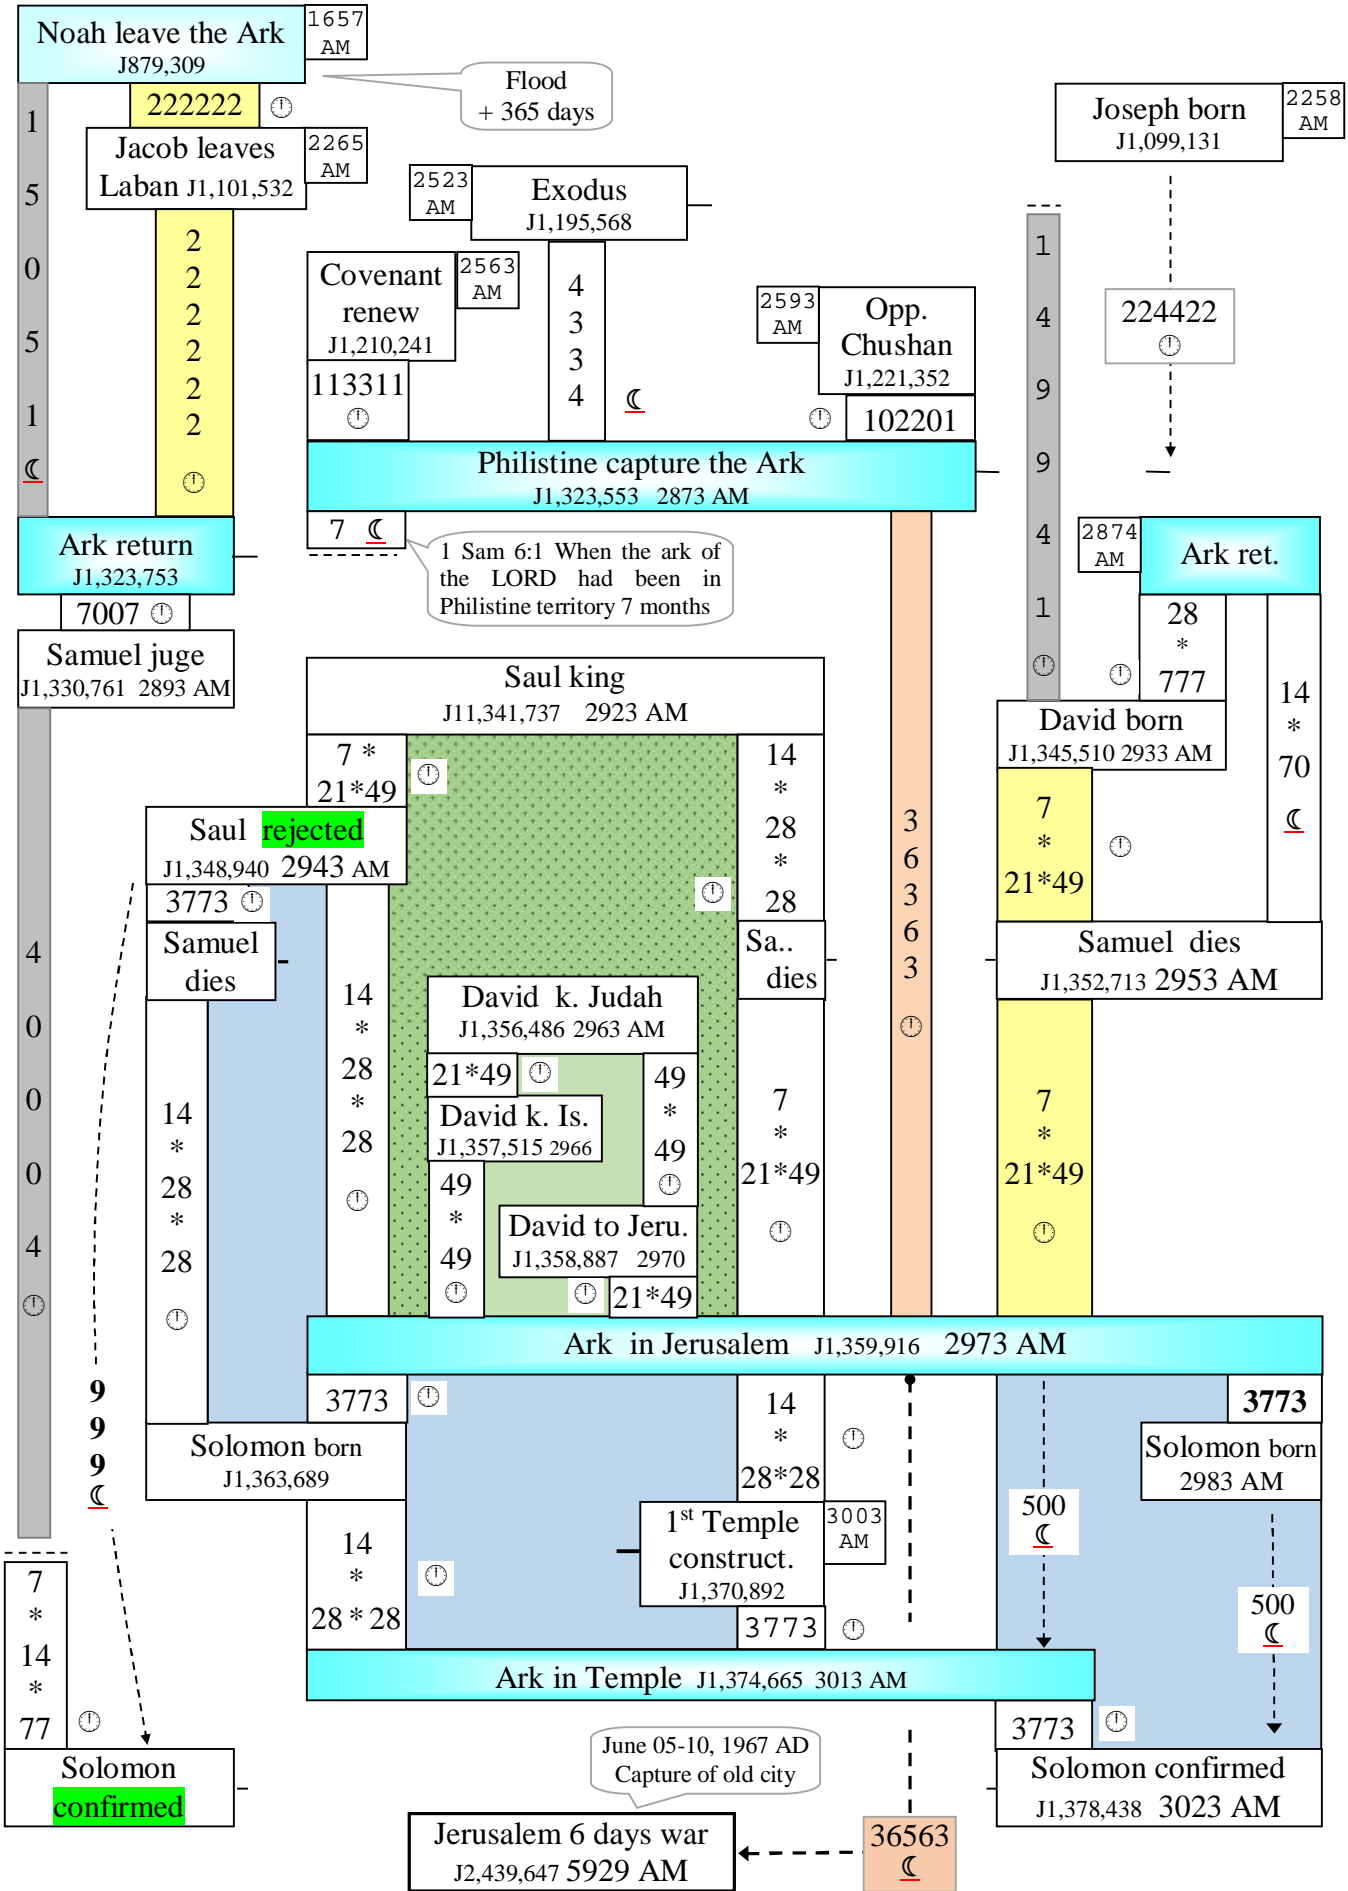 Noah leave the Ark
J879,309
1657
AM
Flood
+ 365 days
222222
Jacob leaves
Laban J1,101,532
2265
AM
1
5
0
5
1
2
2
2
2
2
2
Joseph born
J1,099,131
2258
AM
224422
2523
AM
Exodus
J1,195,568
Covenant
renew
J1,210,241
2563
AM
113311
4
3
3
4
2593
AM
Opp.
Chushan
J1,221,352
102201
Philistine capture the Ark
J1,323,553 2873 AM
7
1 Sam 6:1 When the ark of
the LORD had been in
Philistine territory 7 months
1
4
9
9
4
1
Ark return
J1,323,753
7007
Samuel juge
J1,330,761 2893 AM
2874
AM
Ark ret.
28
*
777
14
*
70
Saul king
J11,341,737 2923 AM
David born
J1,345,510 2933 AM
7 *
21*49
14
*
28
*
28
7
*
21*49
Saul rejected
J1,348,940 2943 AM
3773
3
6
3
6
3
Samuel
dies
Sa..
dies
Samuel dies
J1,352,713 2953 AM
4
0
0
0
4
14
*
28
*
28
14
*
28
*
28
David k. Judah
J1,356,486 2963 AM
21*49
49
*
49
David k. Is.
J1,357,515 2966
49
*
49
David to Jeru.
J1,358,887 2970
21*49
7
*
21*49
7
*
21*49
Ark in Jerusalem J1,359,916 2973 AM
9
9
9
3773
14
*
28*28
3773
Solomon born
J1,363,689
Solomon born
2983 AM
14
*
28 * 28
1st Temple
construct.
J1,370,892
3003
AM
3773
500
500
Ark in Temple J1,374,665 3013 AM
7
*
14
*
77
3773
Solomon
confirmed
June 05-10, 1967 AD
Capture of old city
Solomon confirmed
J1,378,438 3023 AM
Jerusalem 6 days war
J2,439,647 5929 AM
36563